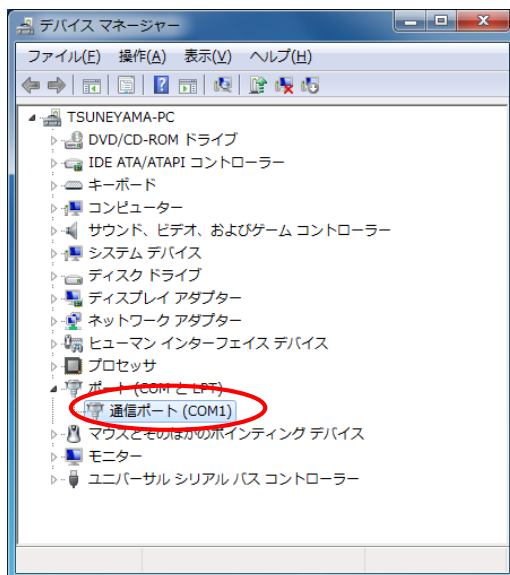 デバイス マネージャー
ファイル(F) 操作(A) 表示(V) ヘルプ(H)
TSUNEYAMA-PC
DVD/CD-ROM ドライブ
IDE ATA/ATAPI コントローラー
キーボード
コンピューター
サウンド、ビデオ、およびゲーム コントローラー
システム デバイス
ディスク ドライブ
ディスプレイ アダプター
ネットワーク アダプター
ヒューマン インターフェイス デバイス
プロセッサ
ポート (COM と LPT)
通信ポート (COM1)
マウスとそのほかのポインティング デバイス
モニター
ユニバーサル シリアル バス コントローラー